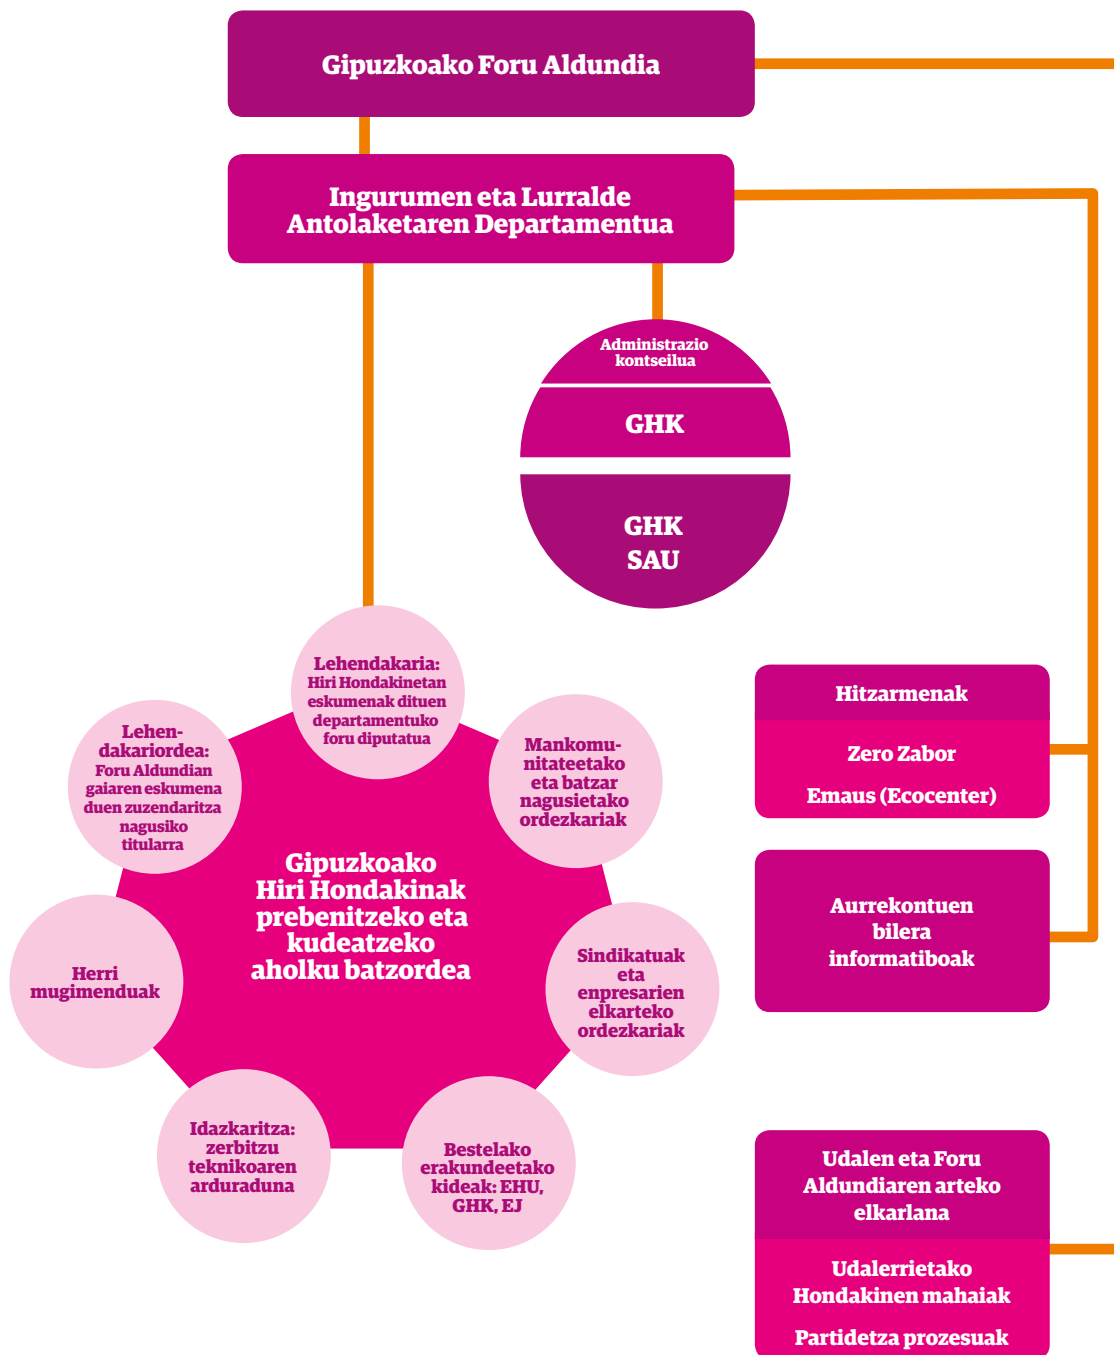 Gipuzkoako Foru Aldundia
Ingurumen eta Lurralde
Antolaketaren Departamentua
Administrazio
kontseilua
GHK
GHK
SAU
Lehendakaria:
Hiri Hondakinetan
eskumenak dituen
departamentuko
foru diputatua
Lehen-
dakariordea:
Foru Aldundian
gaiaren eskumena
duen zuzendaritza
nagusiko
titularra
Mankomu-
nitateetako
eta batzar
nagusietako
ordezkariak
Gipuzkoako
Hiri Hondakinak
prebenitzeko eta
kudeatzeko
aholku batzordea
Herri
mugimenduak
Sindikatuak
eta
enpresarien
elkarteko
ordezkariak
Idazkaritza:
zerbitzu
teknikoaren
arduraduna
Bestelako
erakundeetako
kideak: EHU,
GHK, EJ
Hitzarmenak
Zero Zabor
Emaus (Ecocenter)
Aurrekontuen
bilera
informatiboak
Udalen eta Foru
Aldundiaren arteko
elkarlana
Udalerrietako
Hondakinen mahaiak
Partidetza prozesuak